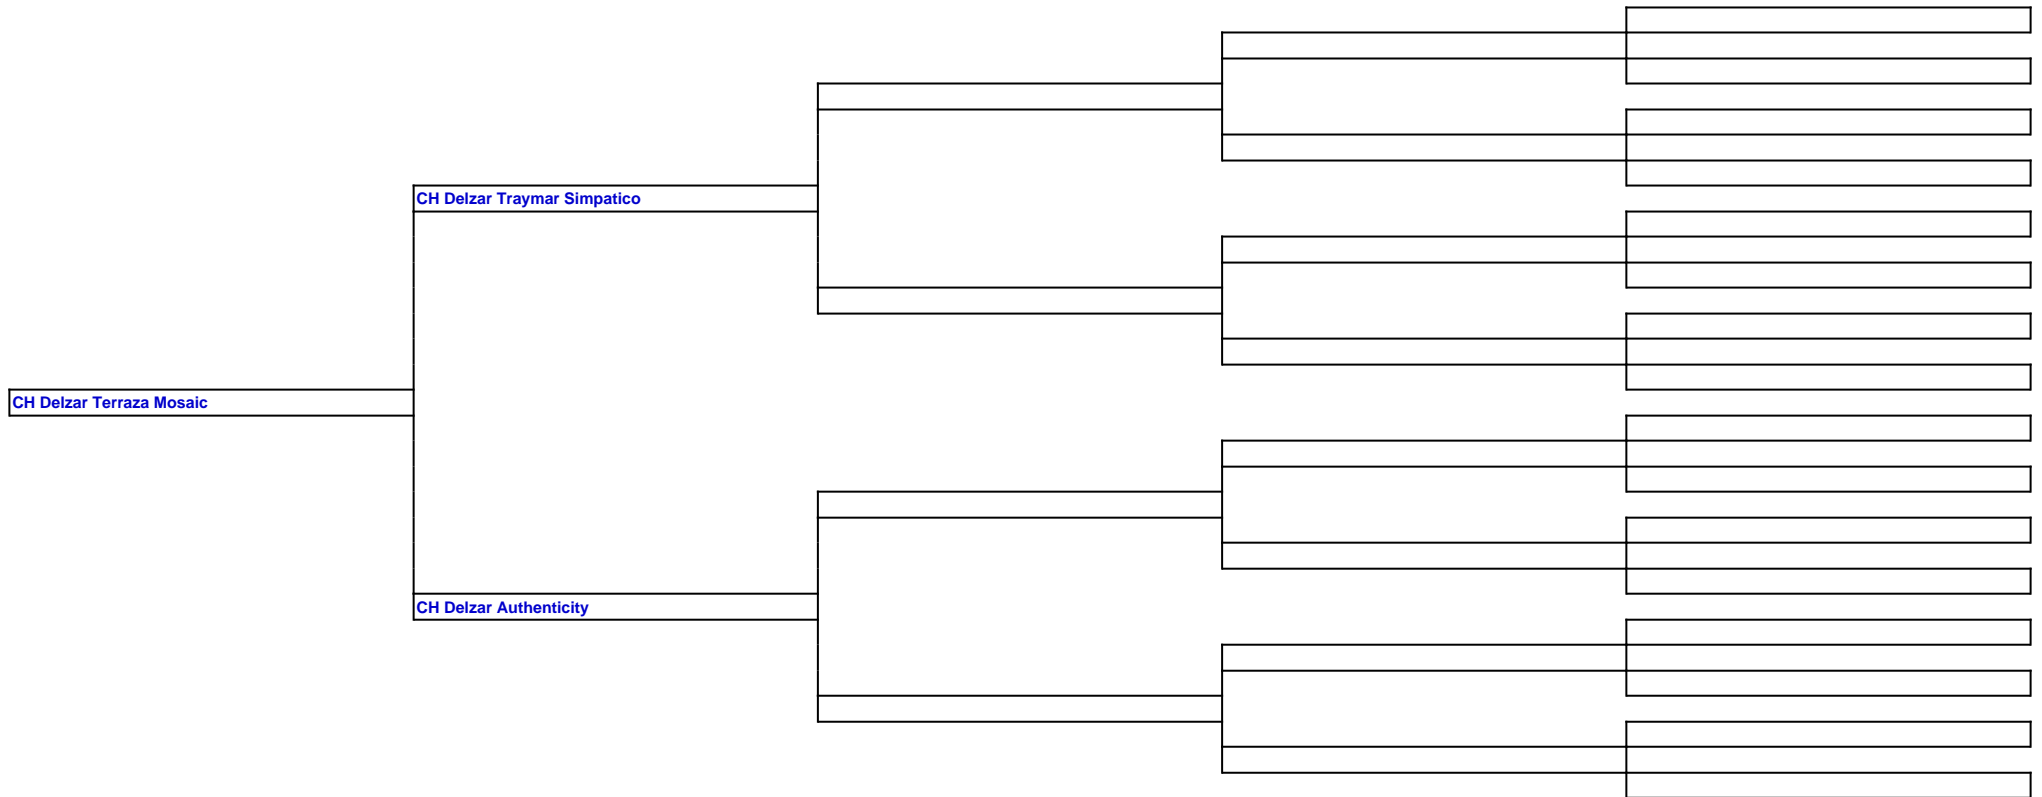 CH Delzar Traymar Simpatico
CH Delzar Terraza Mosaic
CH Delzar Authenticity